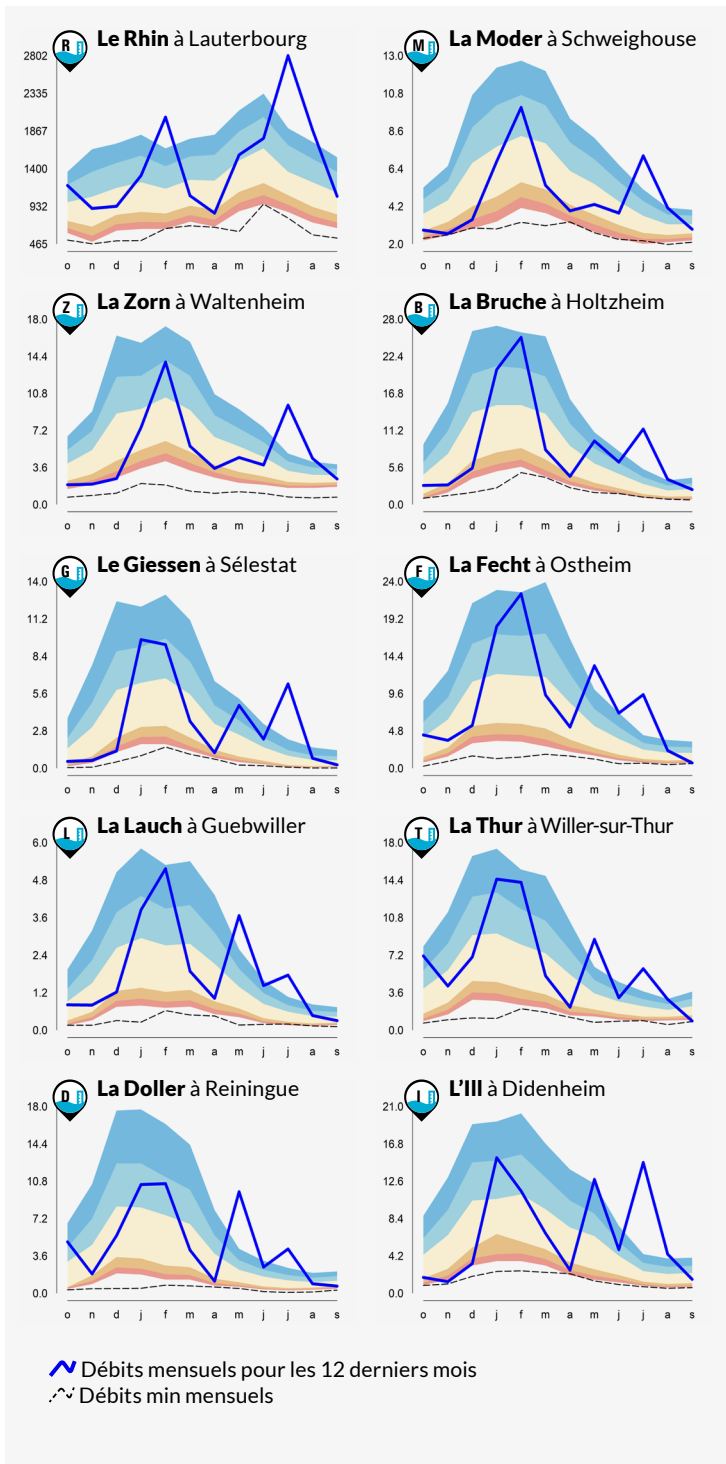 R Le Rhin à Lauterbourg
2802
2335
1867
1400
932
465
o n d j f m a m j j a s
M La Moder à Schweighouse
13.0
10.8
8.6
6.4
4.2
2.0
o n d j f m a m j j a s
Z La Zorn à Waltenheim
18.0
14.4
10.8
7.2
3.6
0.0
o n d j f m a m j j a s
B La Bruche à Holtzheim
28.0
22.4
16.8
11.2
5.6
0.0
o n d j f m a m j j a s
G Le Giessen à Sélestat
14.0
11.2
8.4
5.6
2.8
0.0
o n d j f m a m j j a s
F La Fecht à Ostheim
24.0
19.2
14.4
9.6
4.8
0.0
o n d j f m a m j j a s
L La Lauch à Guebwiller
6.0
4.8
3.6
2.4
1.2
0.0
o n d j f m a m j j a s
T La Thur à Willer-sur-Thur
18.0
14.4
10.8
7.2
3.6
0.0
o n d j f m a m j j a s
D La Doller à Reiningue
18.0
14.4
10.8
7.2
3.6
0.0
o n d j f m a m j j a s
I L'Ill à Didenheim
21.0
16.8
12.6
8.4
4.2
0.0
o n d j f m a m j j a s
Débits mensuels pour les 12 derniers mois
Débits min mensuels